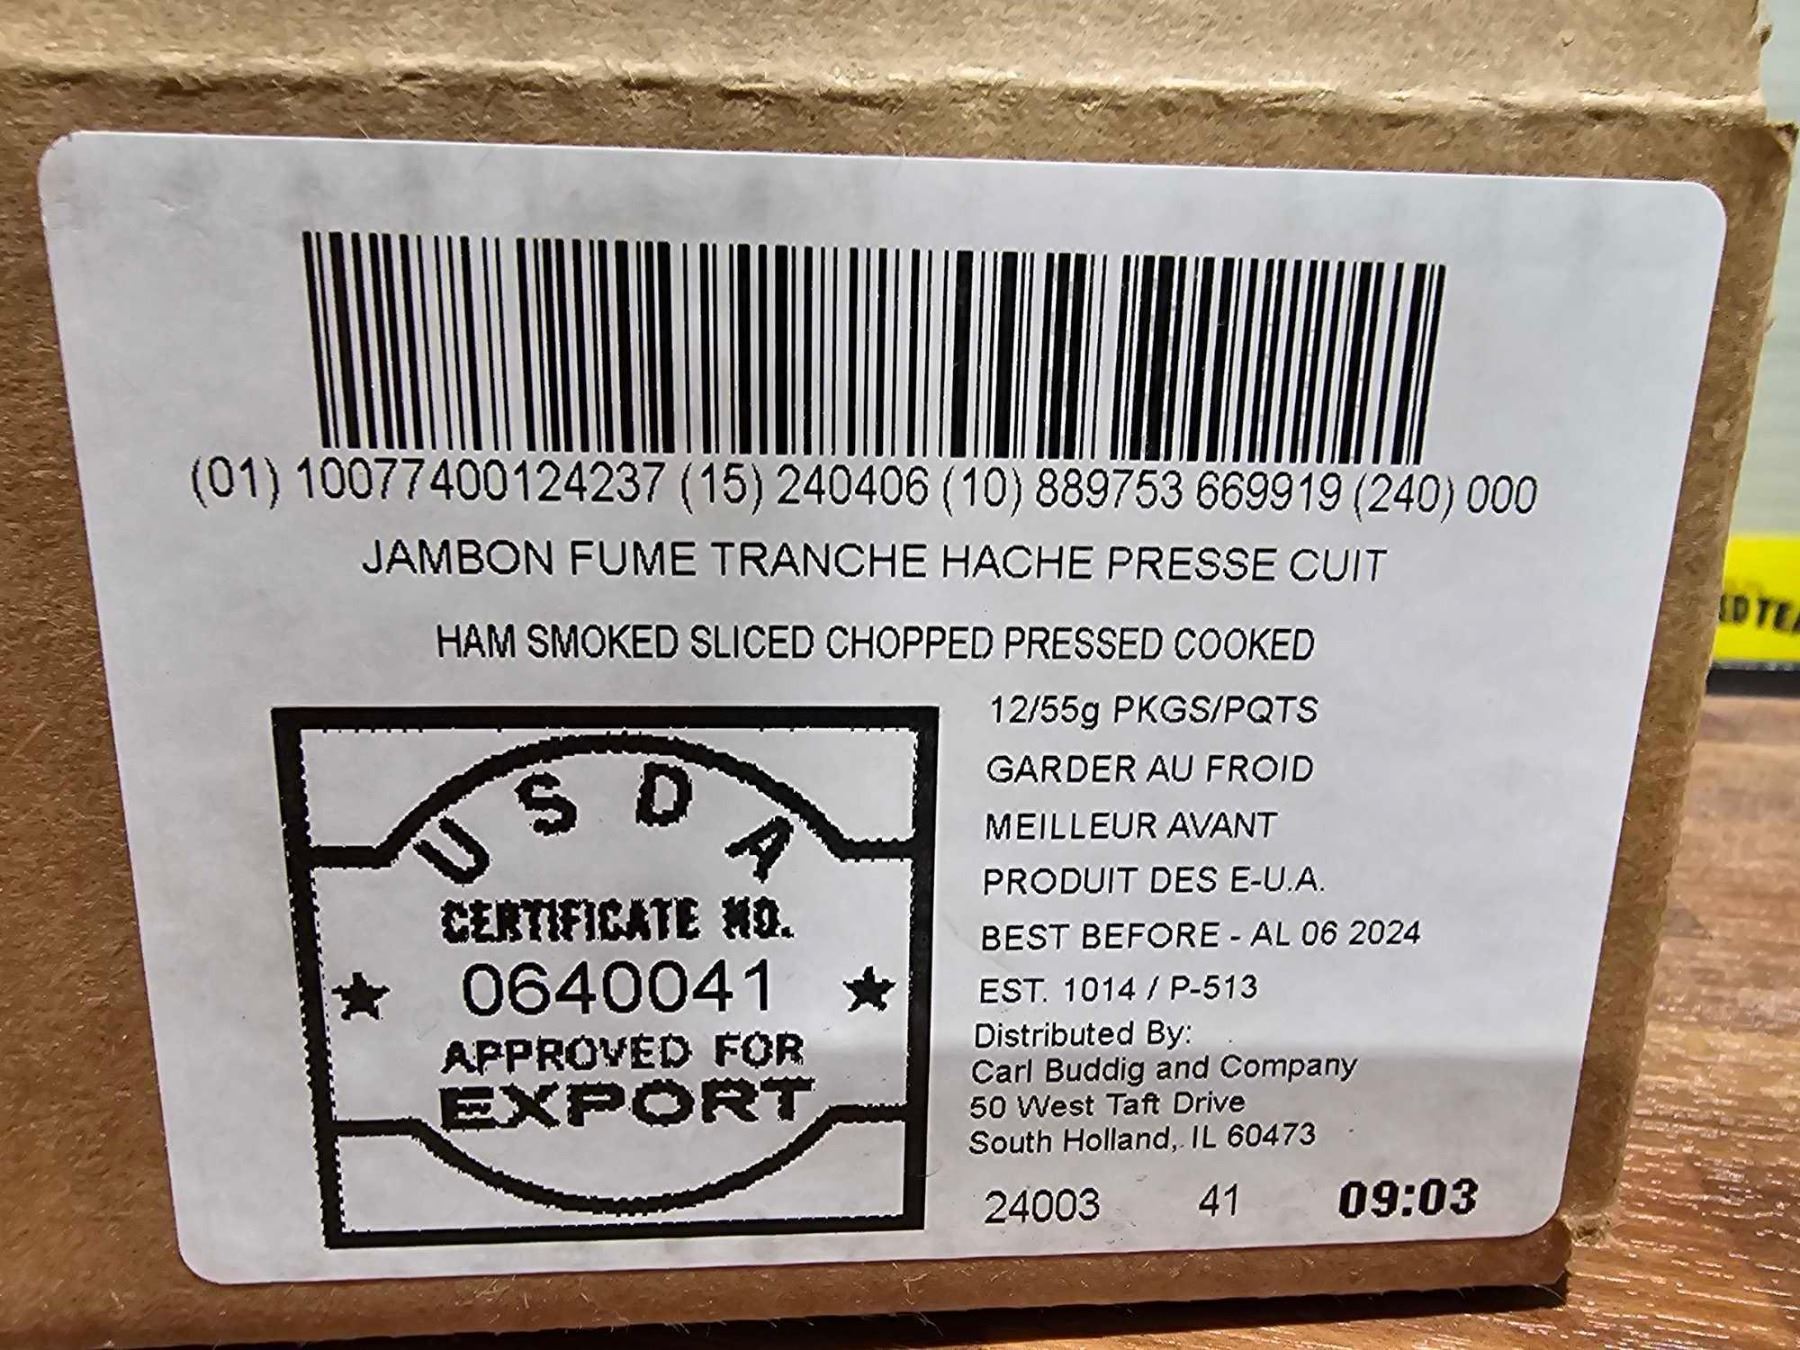 (01) 10077400124237 (15) 240406 (10) 889753 669919 (240) 000
JAMBON FUME TRANCHE HACHE PRESSE CUIT
HAM SMOKED SLICED CHOPPED PRESSED COOKED
USDA
CERTIFICATE NO.
0640041
APPROVED FOR
EXPORT
12/55g PKGS/PQTS
GARDER AU FROID
MEILLEUR AVANT
PRODUIT DES E-U.A.
BEST BEFORE - AL 06 2024
EST. 1014 / P-513
Distributed By:
Carl Buddig and Company
50 West Taft Drive
South Holland, IL 60473
24003 41 09:03